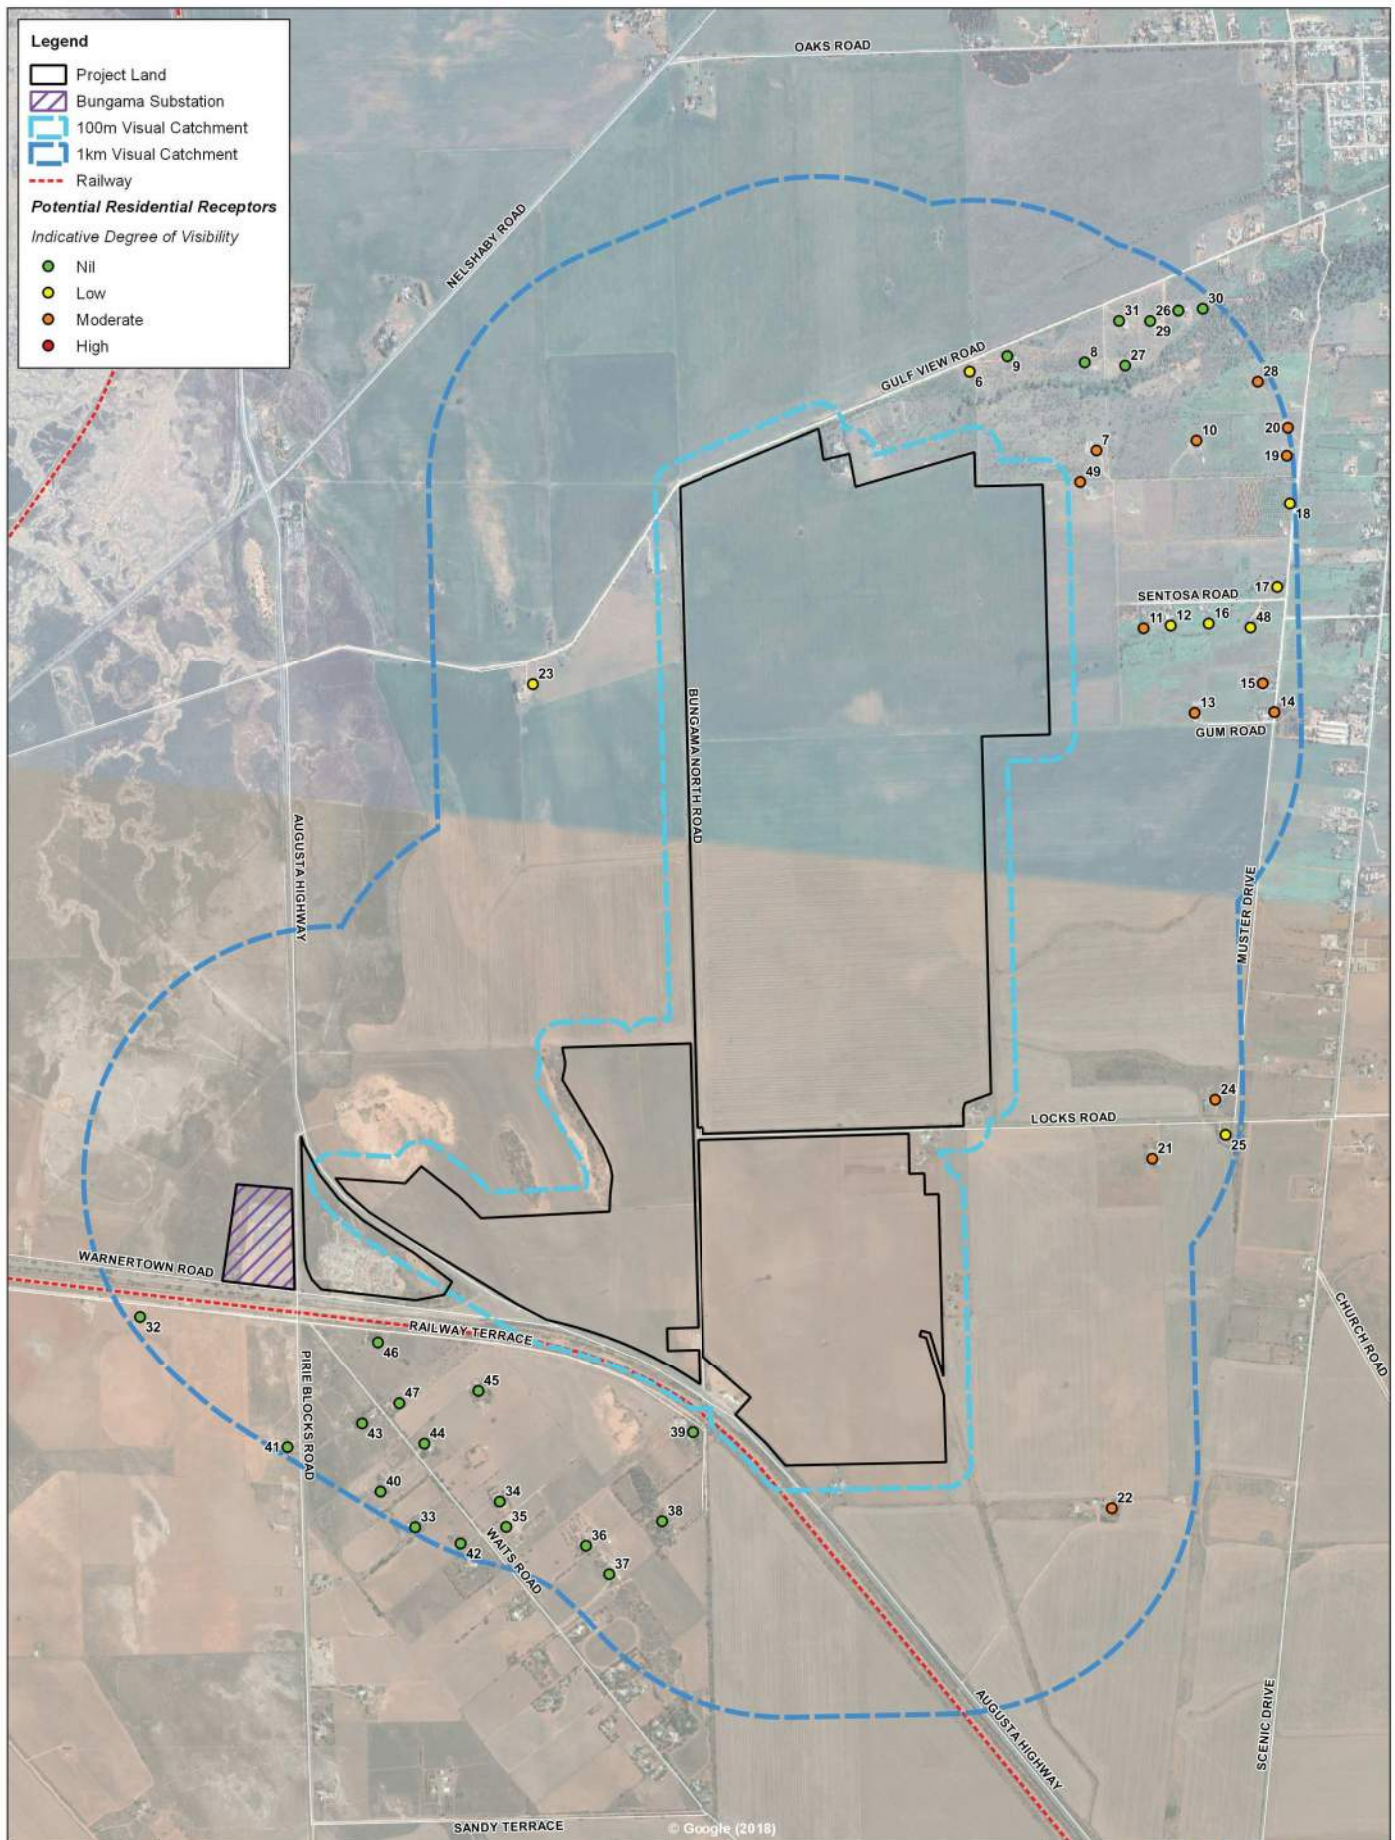 Legend
Project Land
Bungama Substation
100m Visual Catchment
1km Visual Catchment
Railway
Potential Residential Receptors
Indicative Degree of Visibility
Nil
Low
Moderate
High
OAKS ROAD
NELSHABY ROAD
GULF VIEW ROAD
31
26
30
29
9
8
27
6
28
20
10
7
19
49
18
17
SENTOSA ROAD
11
12
16
48
23
15
13
14
GUM ROAD
BUNGAMA NORTH ROAD
AUGUSTA HIGHWAY
MUSTER DRIVE
24
LOCKS ROAD
25
21
WARNERTOWN ROAD
32
RAILWAY TERRACE
46
CHURCH ROAD
PIRIE BLOCKS ROAD
45
47
43
44
39
41
40
34
33
35
38
22
42
36
WAITS ROAD
37
AUGUSTA HIGHWAY
SCENIC DRIVE
SANDY TERRACE
© Google (2018)